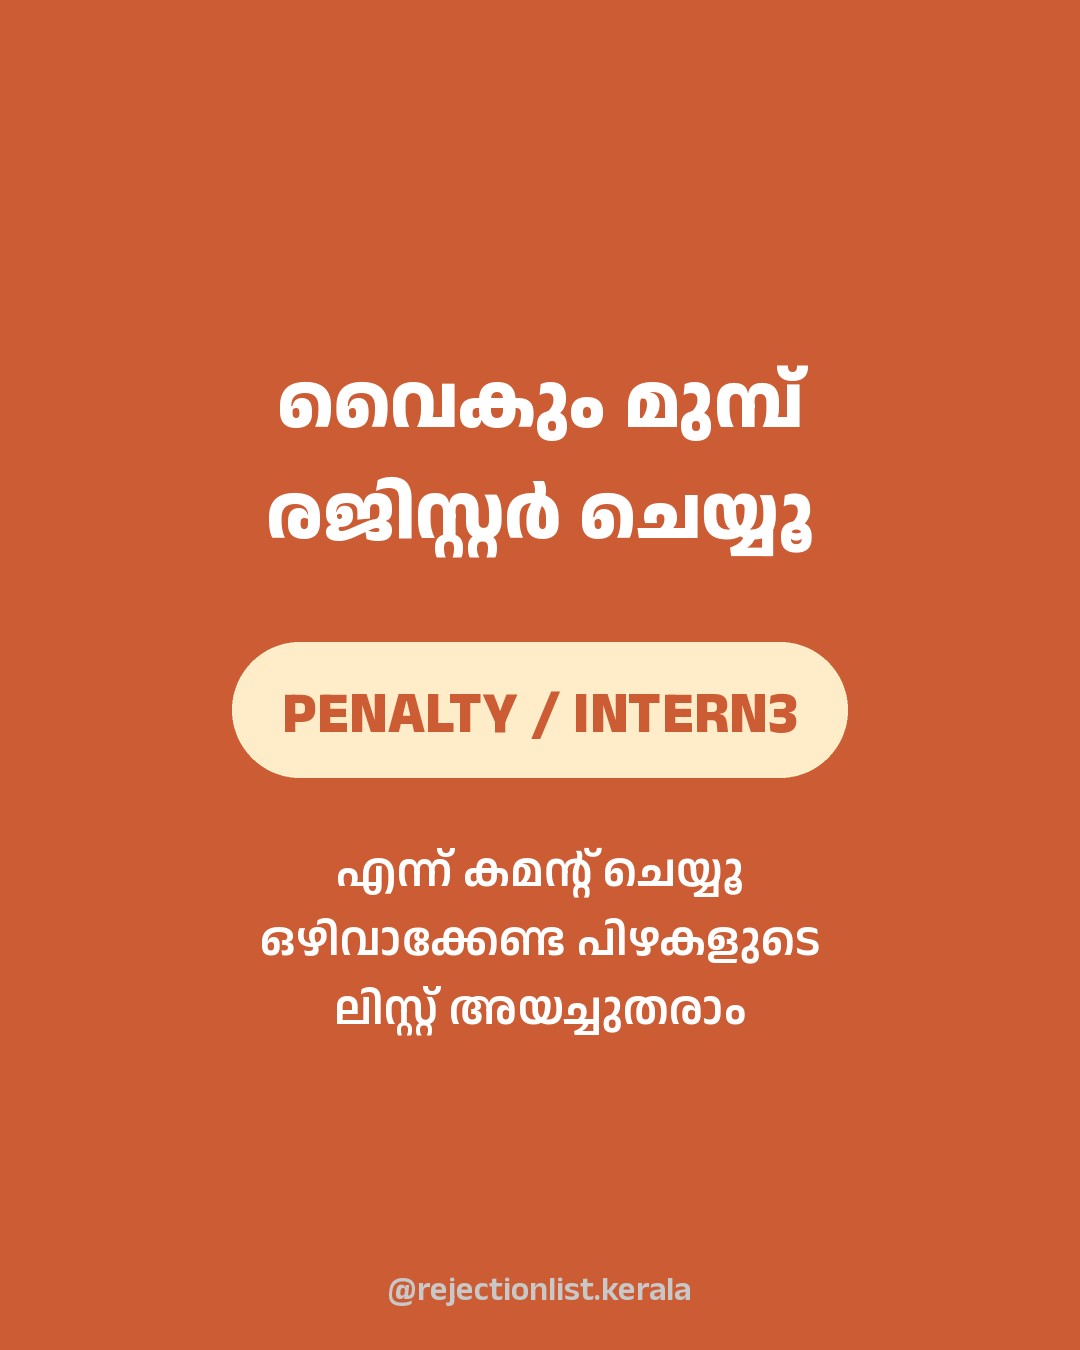 വൈകും മുമ്പ്
രജിസ്റ്റർ ചെയ്യൂ
PENALTY / INTERN3
എന്ന് കമന്റ് ചെയ്യൂ
ഒഴിവാക്കേണ്ട പിഴകളുടെ
ലിസ്റ്റ് അയച്ചുതരാം
@rejectionlist.kerala